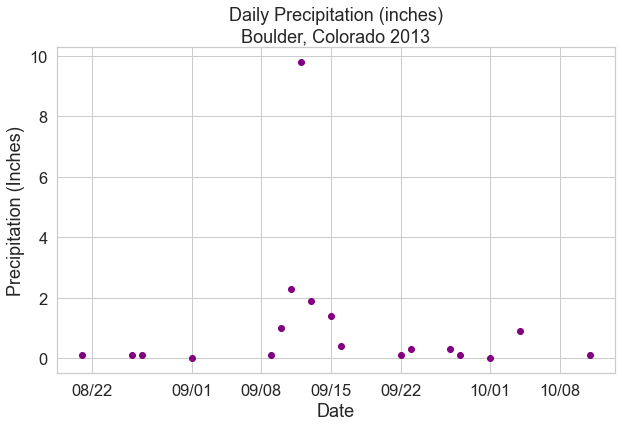 Daily Precipitation (inches)
Boulder, Colorado 2013
Precipitation (Inches)
10
8
6
4
2
0
08/22 09/01 09/08 09/15 09/22 10/01 10/08
Date